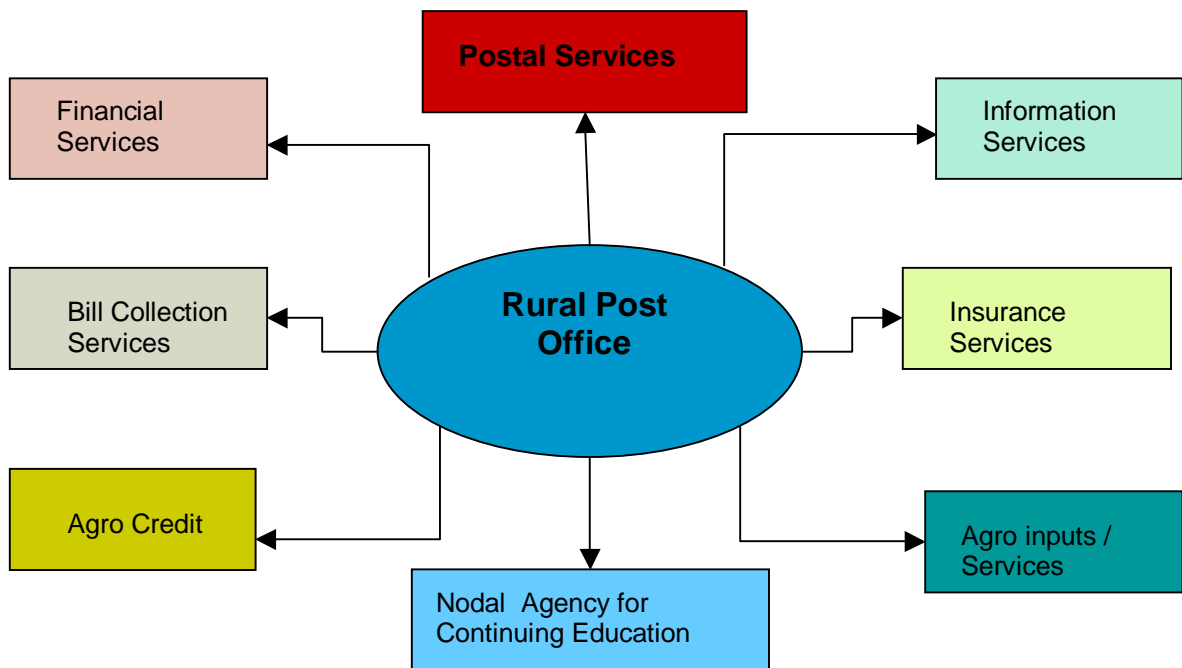 Postal Services
Financial
Services
Information
Services
Rural Post
Office
Bill Collection
Services
Insurance
Services
Agro Credit
Agro inputs /
Services
Nodal  Agency for
Continuing Education